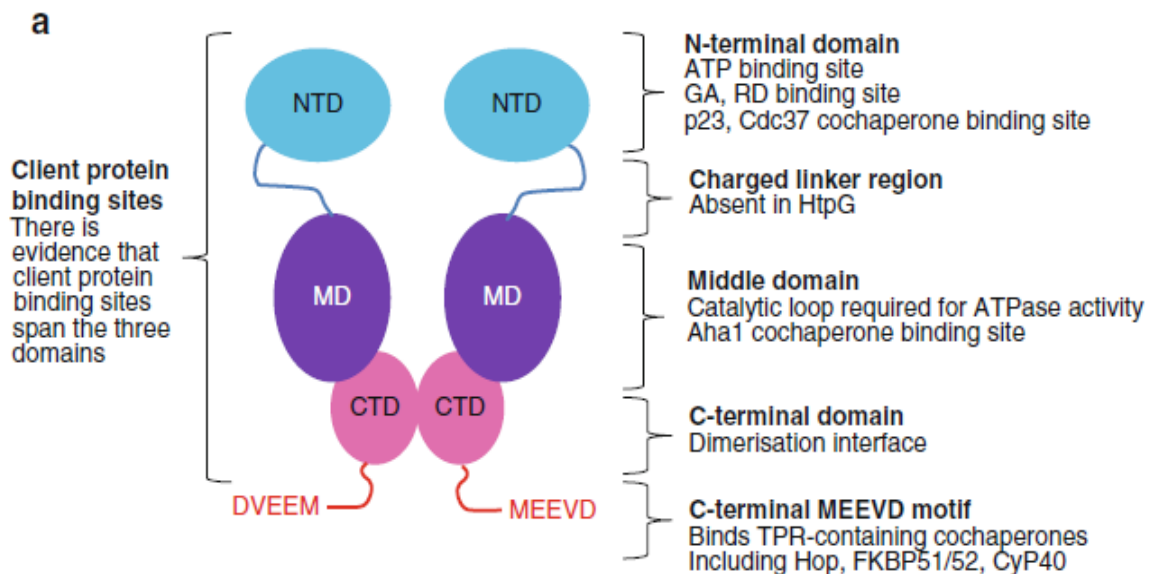 a
Client protein
binding sites
There is
evidence that
client protein
binding sites
span the three
domains
NTD
NTD
MD
MD
CTD
CTD
DVEEM
MEEVD
N-terminal domain
ATP binding site
GA, RD binding site
p23, Cdc37 cochaperone binding site
Charged linker region
Absent in HtpG
Middle domain
Catalytic loop required for ATPase activity
Aha1 cochaperone binding site
C-terminal domain
Dimerisation interface
C-terminal MEEVD motif
Binds TPR-containing cochaperones
Including Hop, FKBP51/52, CyP40